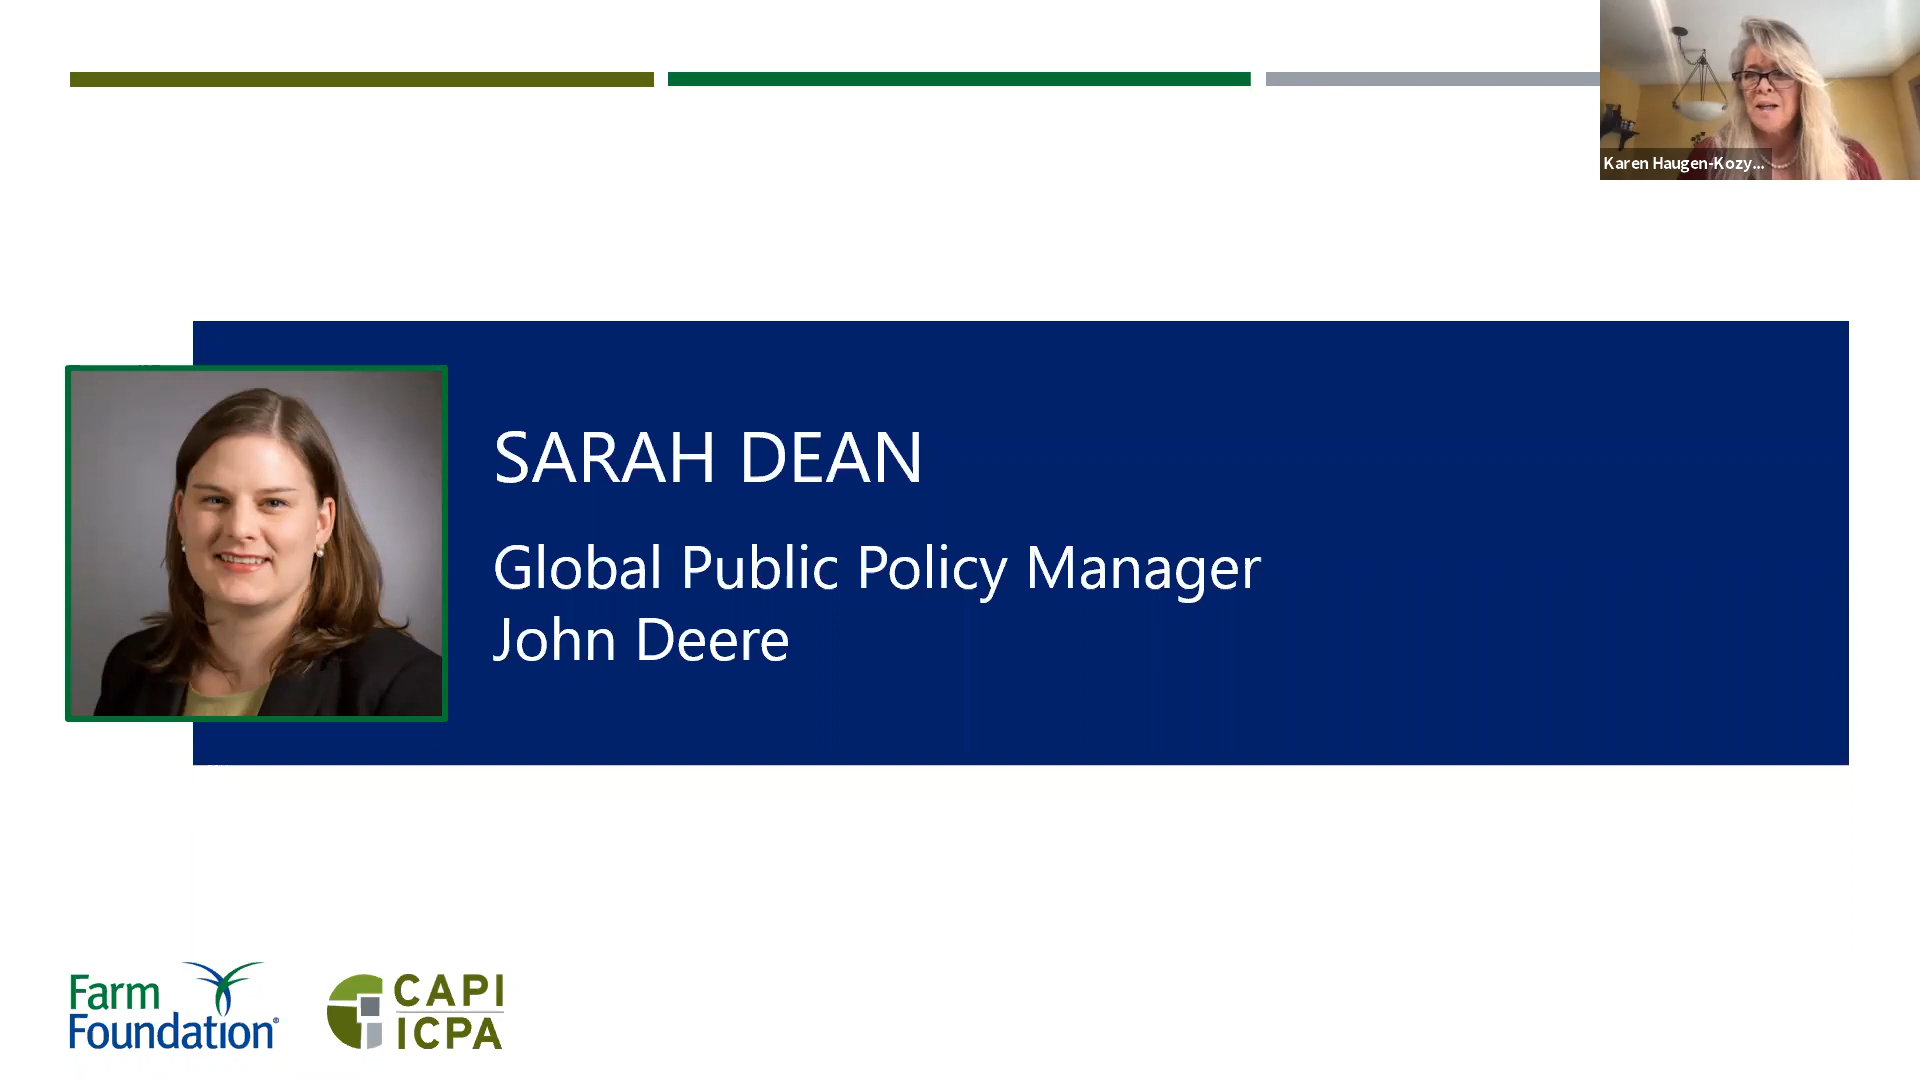 Karen Haugen-Kozy...
SARAH DEAN
Global Public Policy Manager
John Deere
Farm
Foundation®
CAPI
ICPA